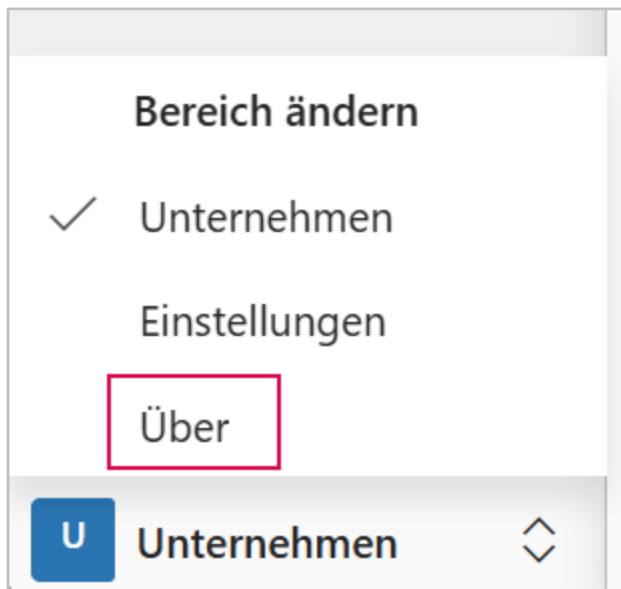 Bereich ändern
Unternehmen
Einstellungen
Über
U Unternehmen